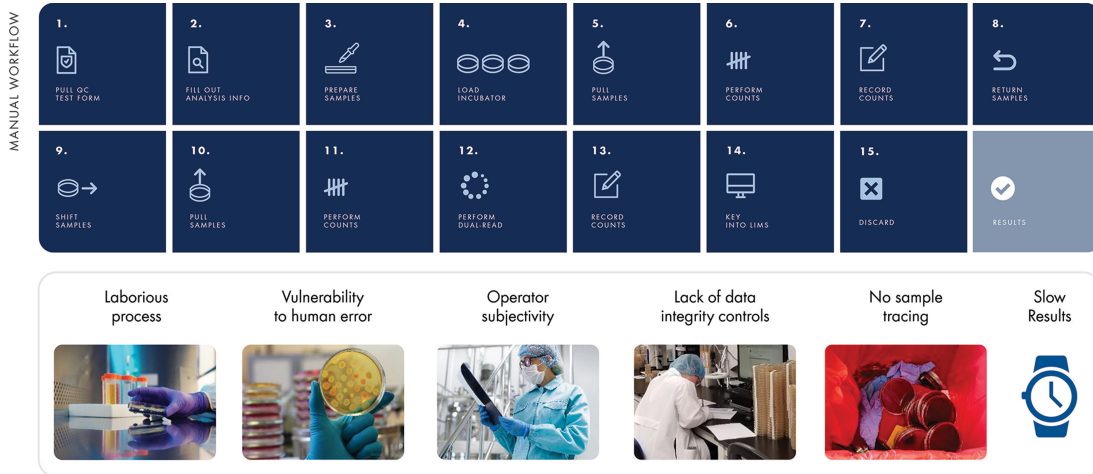 MANUAL WORKFLOW
1.
PULL QC
TEST FORM
2.
FILL OUT
ANALYSIS INFO
3.
PREPARE
SAMPLES
4.
LOAD
INCUBATOR
5.
PULL
SAMPLES
6.
PERFORM
COUNTS
7.
RECORD
COUNTS
8.
RETURN
SAMPLES
9.
SHIFT
SAMPLES
10.
PULL
SAMPLES
11.
PERFORM
COUNTS
12.
PERFORM
DUAL-READ
13.
RECORD
COUNTS
14.
KEY
INTO LIMS
15.
DISCARD
RESULTS
Laborious
process
Vulnerability
to human error
Operator
subjectivity
Lack of data
integrity controls
No sample
tracing
Slow
Results